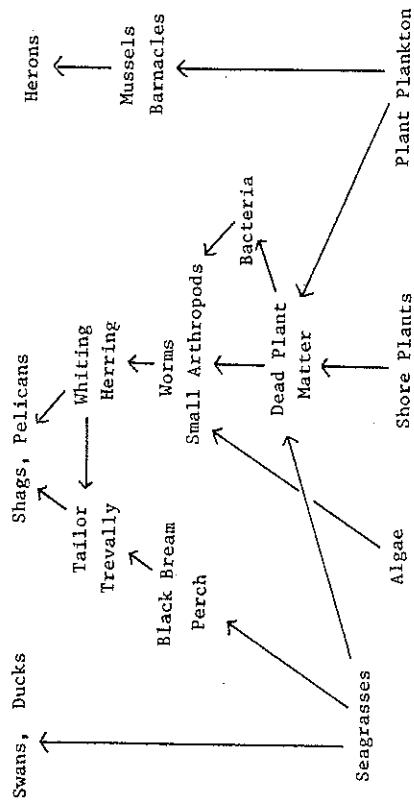 Swans, Ducks
Shags, Pelicans
Herons
Tailor
Trevally
Whiting
Herring
Mussels
Barnacles
Black Bream
Perch
Worms
Small Arthropods
Bacteria
Dead Plant
Matter
Seagrasses
Algae
Shore Plants
Plant Plankton